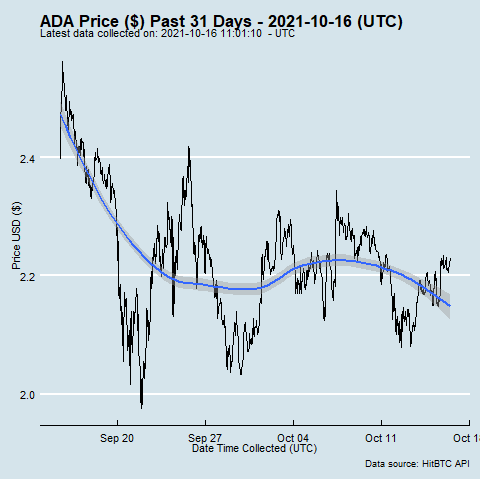 ADA Price ($) Past 31 Days - 2021-10-16 (UTC)
Latest data collected on: 2021-10-16 11:01:10 - UTC
2.4
2.2
2.0
Price USD ($)
Sep 20
Sep 27
Oct 04
Oct 11
Oct 18
Date Time Collected (UTC)
Data source: HitBTC API